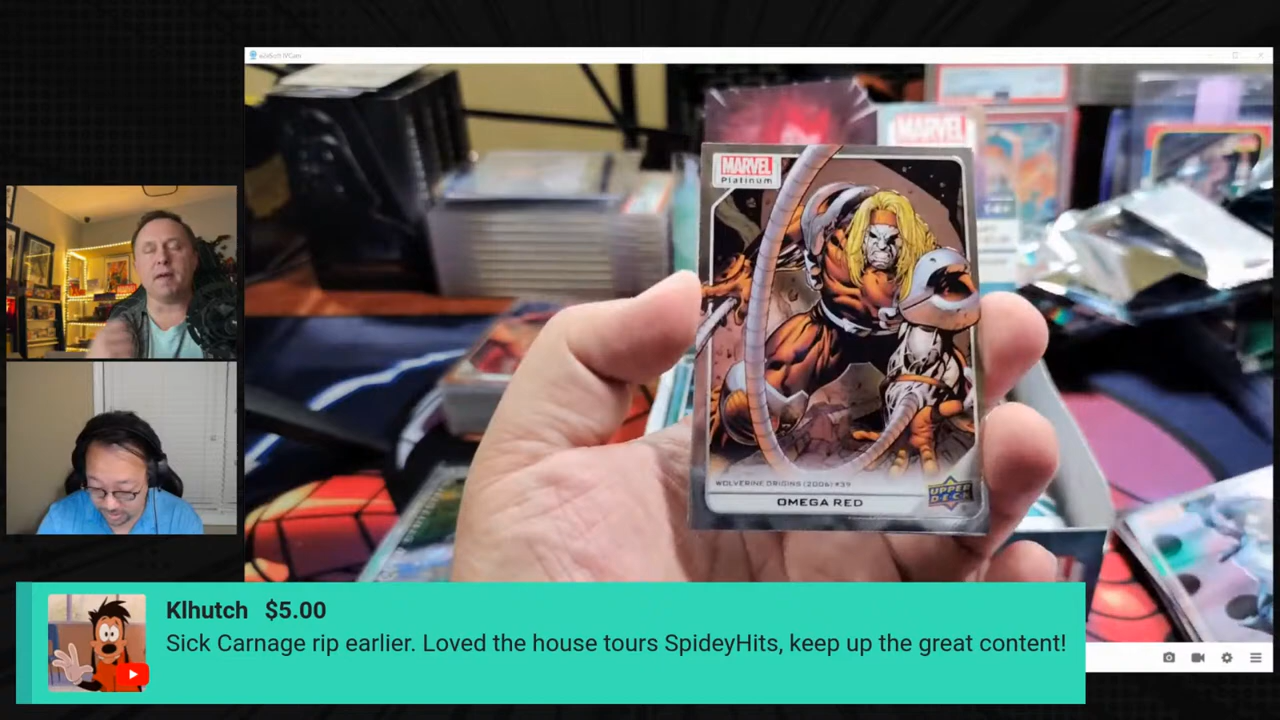 MARVEL
MARVEL
Platinum
WOLVERINE ORIGINS (2006) #39
OMEGA RED
UPPER
DECK
Klhutch $5.00
Sick Carnage rip earlier. Loved the house tours SpideyHits, keep up the great content!